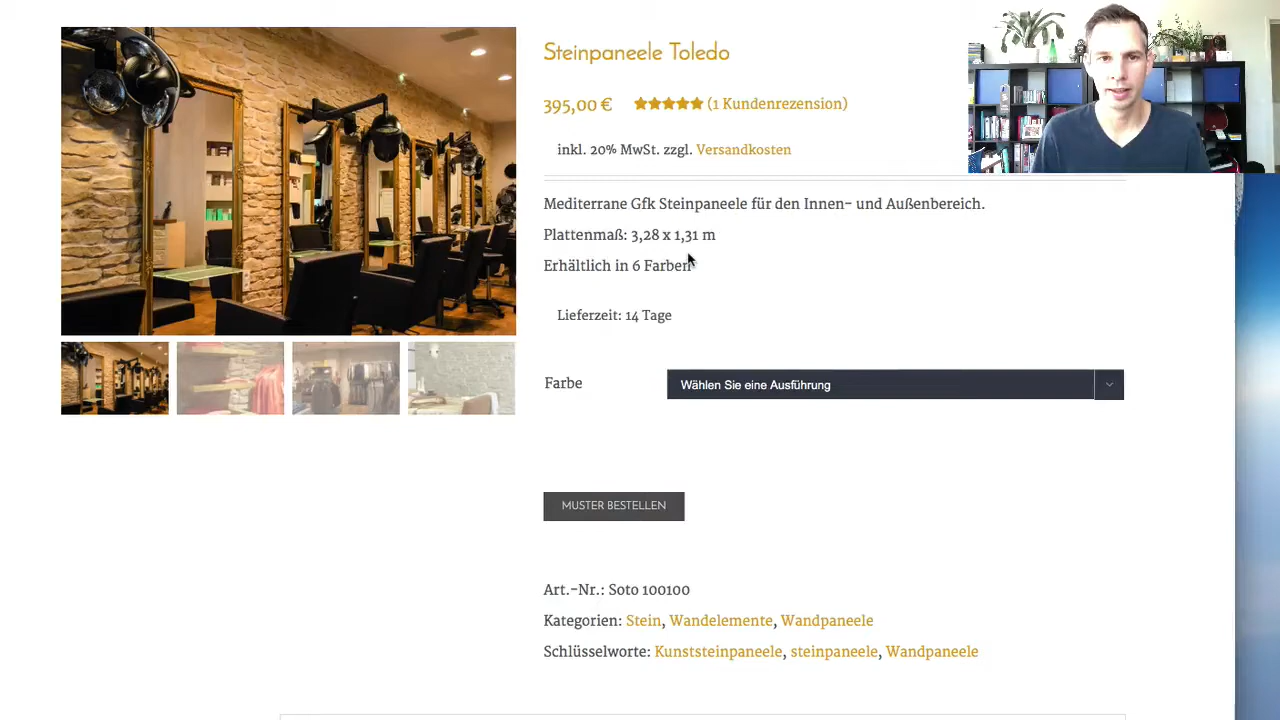 Steinpaneele Toledo
395,00 € ★★★★★ (1 Kundenrezension)
inkl. 20% MwSt. zzgl. Versandkosten
Mediterrane Gfk Steinpaneele für den Innen- und Außenbereich.
Plattenmaß: 3,28 x 1,31 m
Erhältlich in 6 Farben
Lieferzeit: 14 Tage
Farbe Wählen Sie eine Ausführung
MUSTER BESTELLEN
Art.-Nr.: Soto 100100
Kategorien: Stein, Wandelemente, Wandpaneele
Schlüsselworte: Kunststeinpaneele, steinpaneele, Wandpaneele